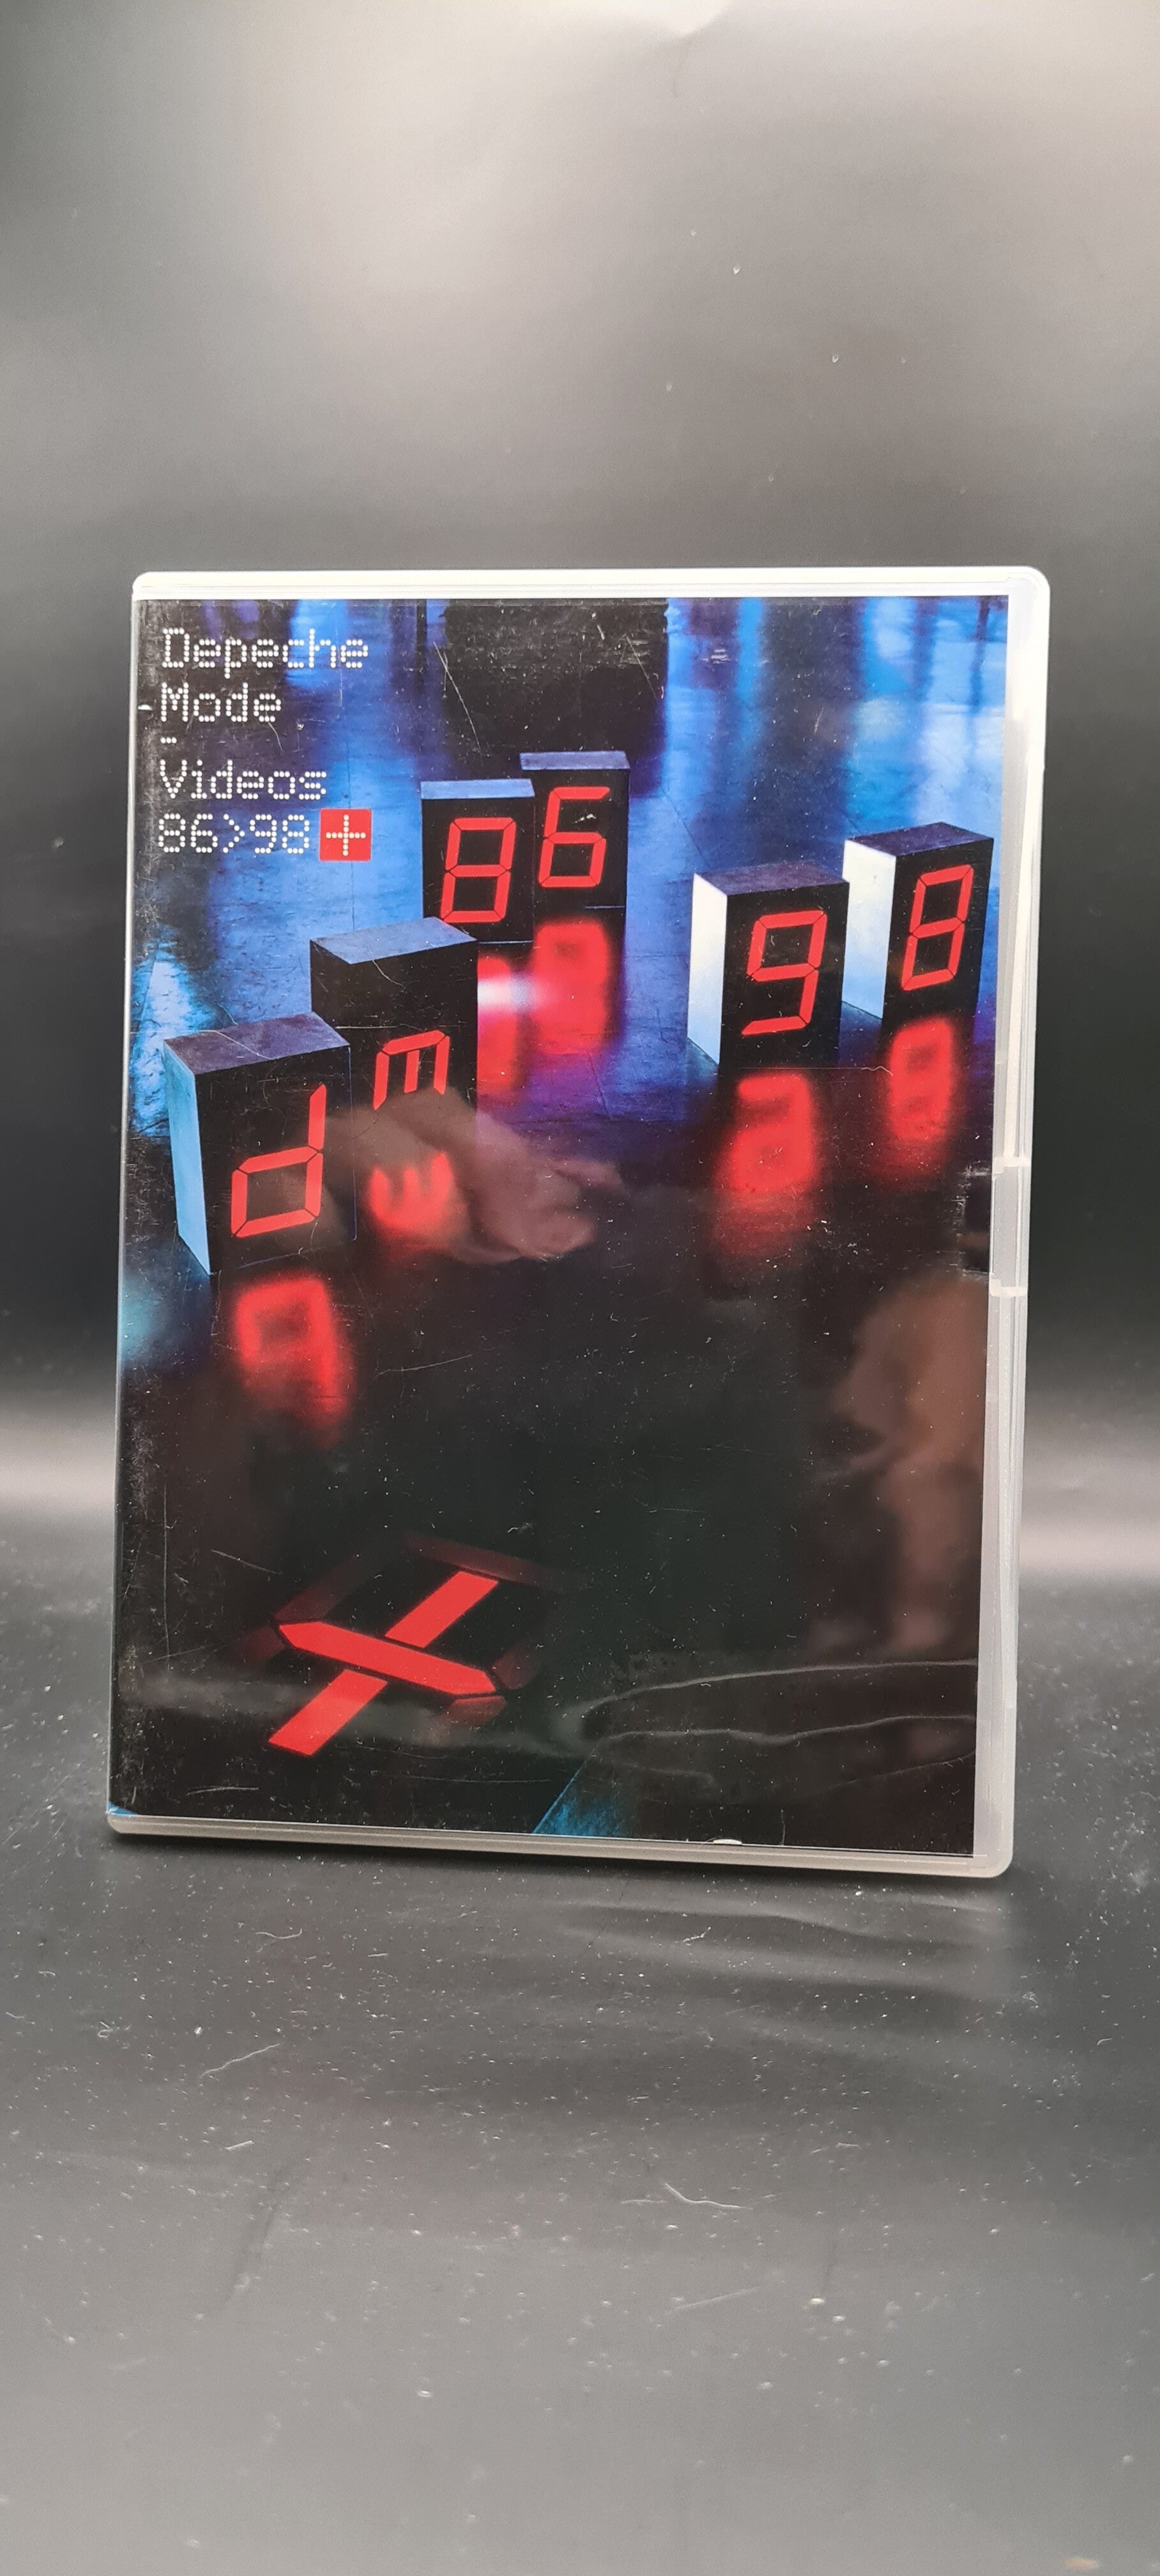 Depeche
Mode
-
Videos
86>98+
86
98
dm
+